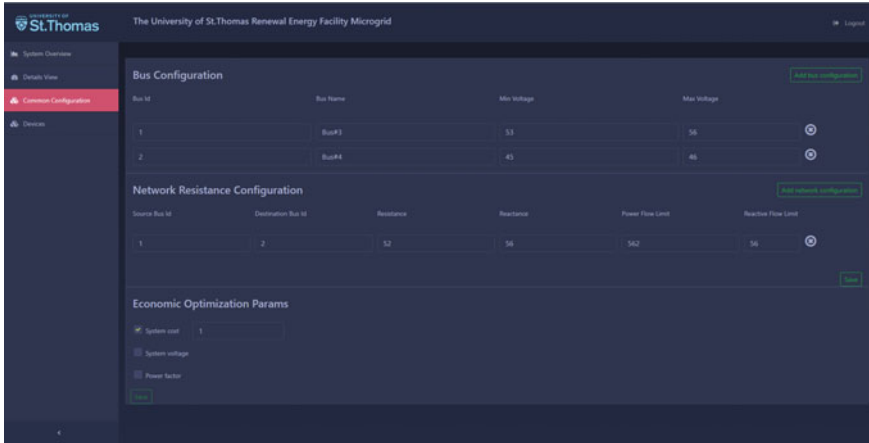 UNIVERSITY OF
St.Thomas
The University of St.Thomas Renewal Energy Facility Microgrid
Logout
System Overview
Details View
Common Configuration
Devices
Bus Configuration
Add bus configuration
Bus Id Bus Name Min Voltage Max Voltage
1 Bus#3 53 56
2 Bus#4 45 46
Network Resistance Configuration
Add network configuration
Source Bus Id Destination Bus Id Resistance Reactance Power Flow Limit Reactive Flow Limit
1 2 52 56 562 56
Save
Economic Optimization Params
System cost 1
System voltage
Power factor
Save